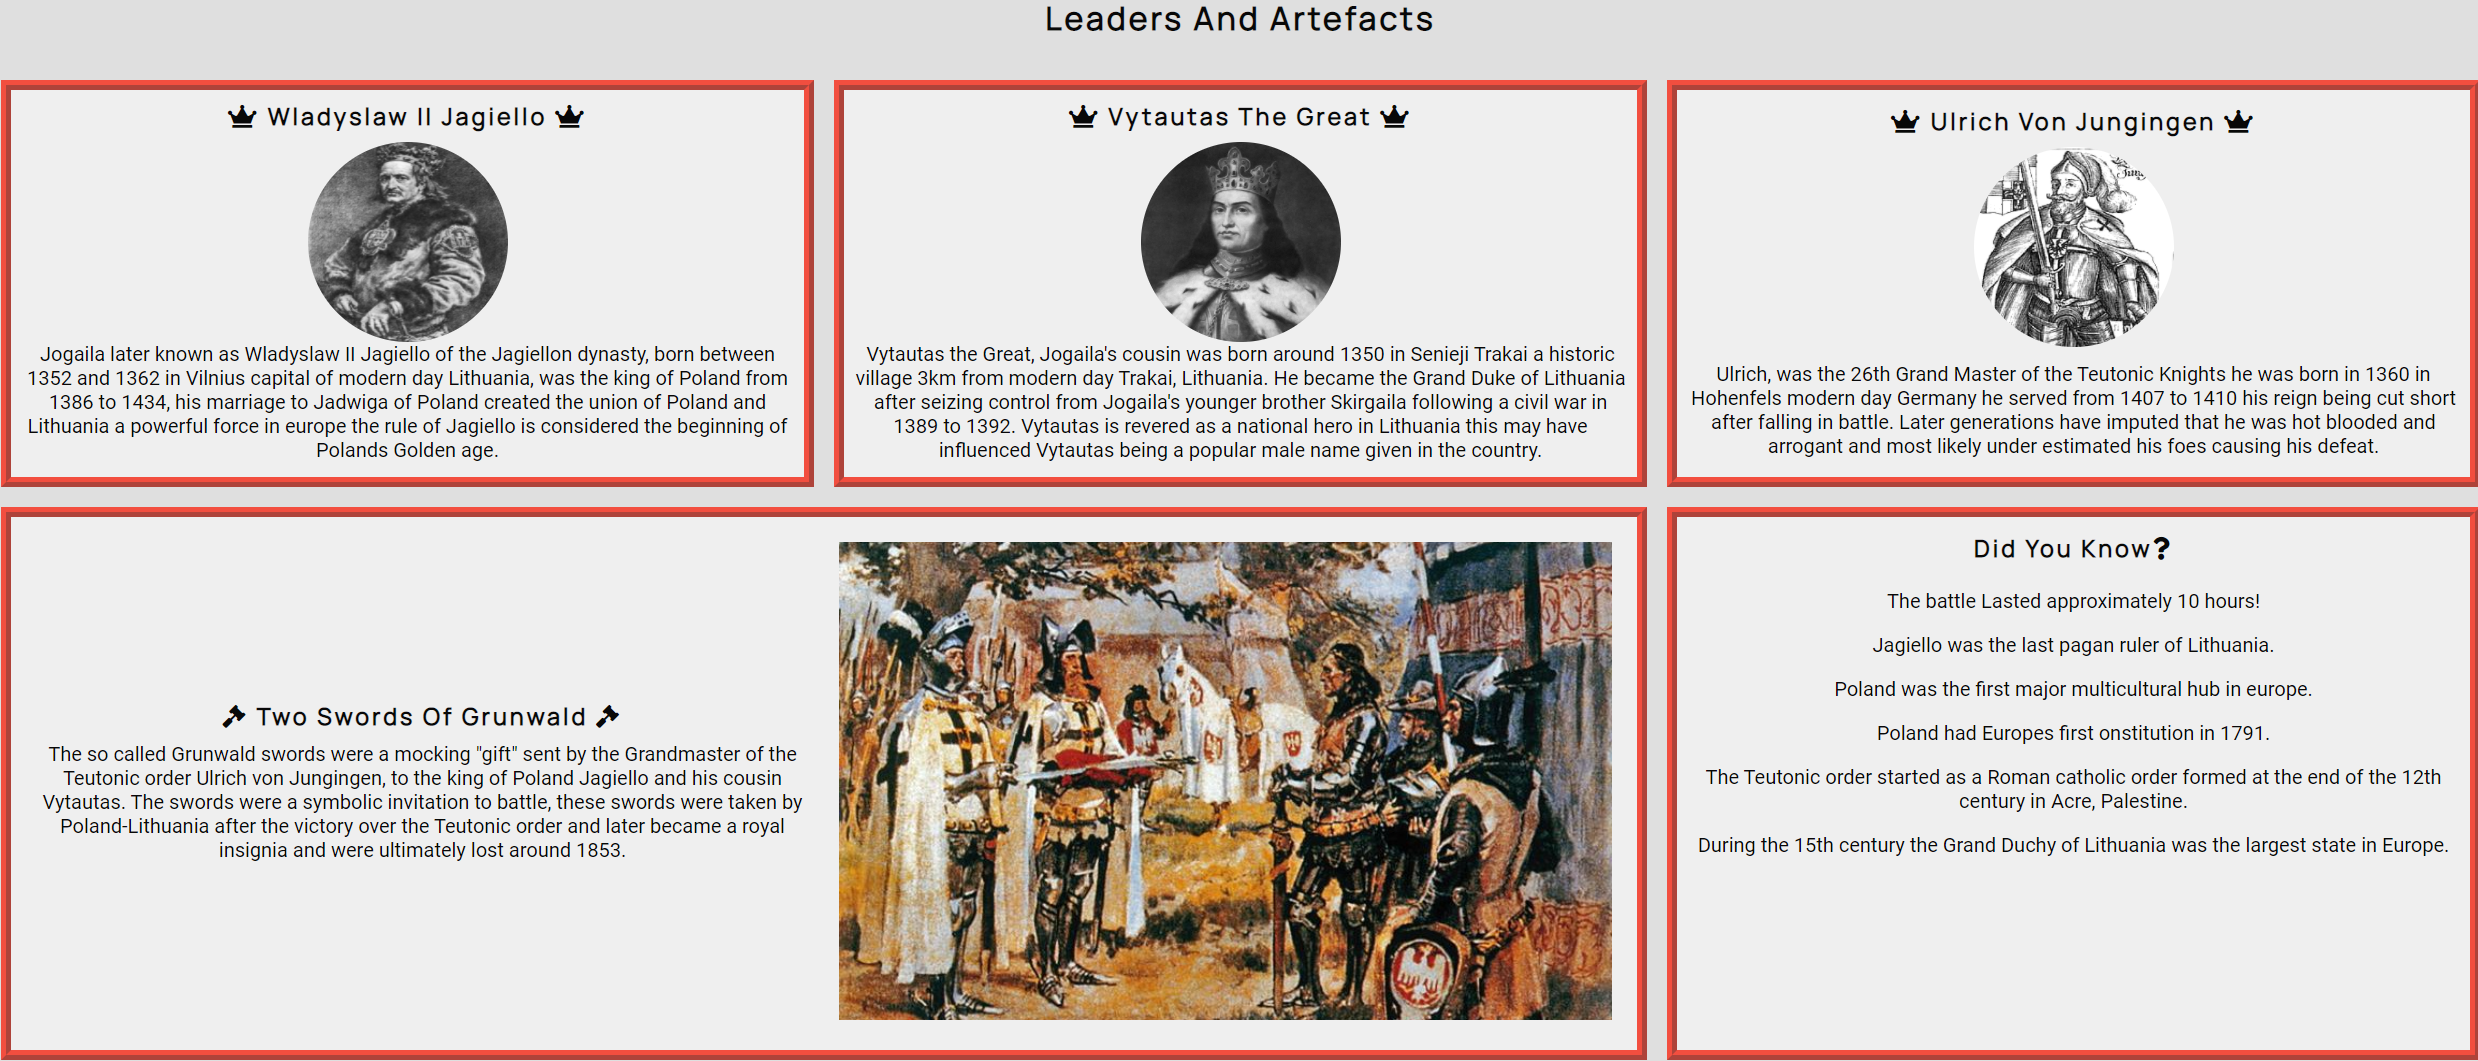 Leaders And Artefacts
Wladyslaw II Jagiello
Jogaila later known as Wladyslaw II Jagiello of the Jagiellon dynasty, born between
1352 and 1362 in Vilnius capital of modern day Lithuania, was the king of Poland from
1386 to 1434, his marriage to Jadwiga of Poland created the union of Poland and
Lithuania a powerful force in europe the rule of Jagiello is considered the beginning of
Polands Golden age.
Vytautas The Great
Vytautas the Great, Jogaila's cousin was born around 1350 in Senieji Trakai a historic
village 3km from modern day Trakai, Lithuania. He became the Grand Duke of Lithuania
after seizing control from Jogaila's younger brother Skirgaila following a civil war in
1389 to 1392. Vytautas is revered as a national hero in Lithuania this may have
influenced Vytautas being a popular male name given in the country.
Ulrich Von Jungingen
Ulrich, was the 26th Grand Master of the Teutonic Knights he was born in 1360 in
Hohenfels modern day Germany he served from 1407 to 1410 his reign being cut short
after falling in battle. Later generations have imputed that he was hot blooded and
arrogant and most likely under estimated his foes causing his defeat.
Two Swords Of Grunwald
The so called Grunwald swords were a mocking "gift" sent by the Grandmaster of the
Teutonic order Ulrich von Jungingen, to the king of Poland Jagiello and his cousin
Vytautas. The swords were a symbolic invitation to battle, these swords were taken by
Poland-Lithuania after the victory over the Teutonic order and later became a royal
insignia and were ultimately lost around 1853.
Did You Know?
The battle Lasted approximately 10 hours!
Jagiello was the last pagan ruler of Lithuania.
Poland was the first major multicultural hub in europe.
Poland had Europes first onstitution in 1791.
The Teutonic order started as a Roman catholic order formed at the end of the 12th
century in Acre, Palestine.
During the 15th century the Grand Duchy of Lithuania was the largest state in Europe.